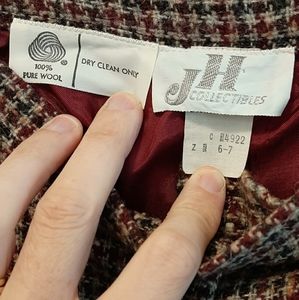 100%
PURE WOOL
DRY CLEAN ONLY
JH
COLLECTIBLES
6-7